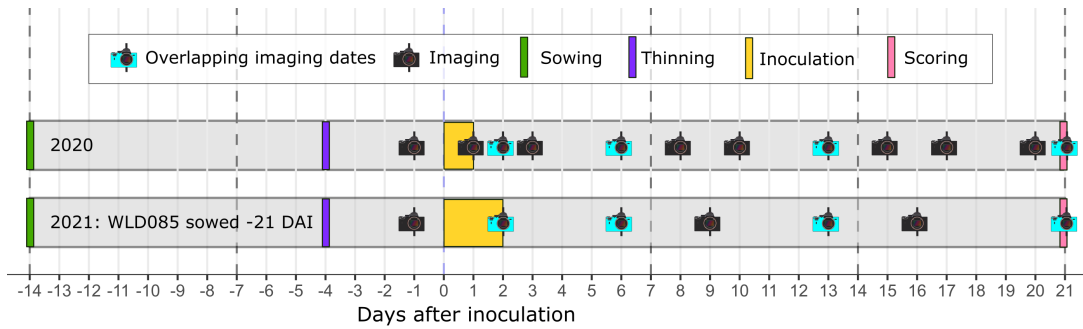 Overlapping imaging dates Imaging Sowing Thinning Inoculation Scoring
2020
2021: WLD085 sowed -21 DAI
-14 -13 -12 -11 -10 -9 -8 -7 -6 -5 -4 -3 -2 -1 0 1 2 3 4 5 6 7 8 9 10 11 12 13 14 15 16 17 18 19 20 21
Days after inoculation